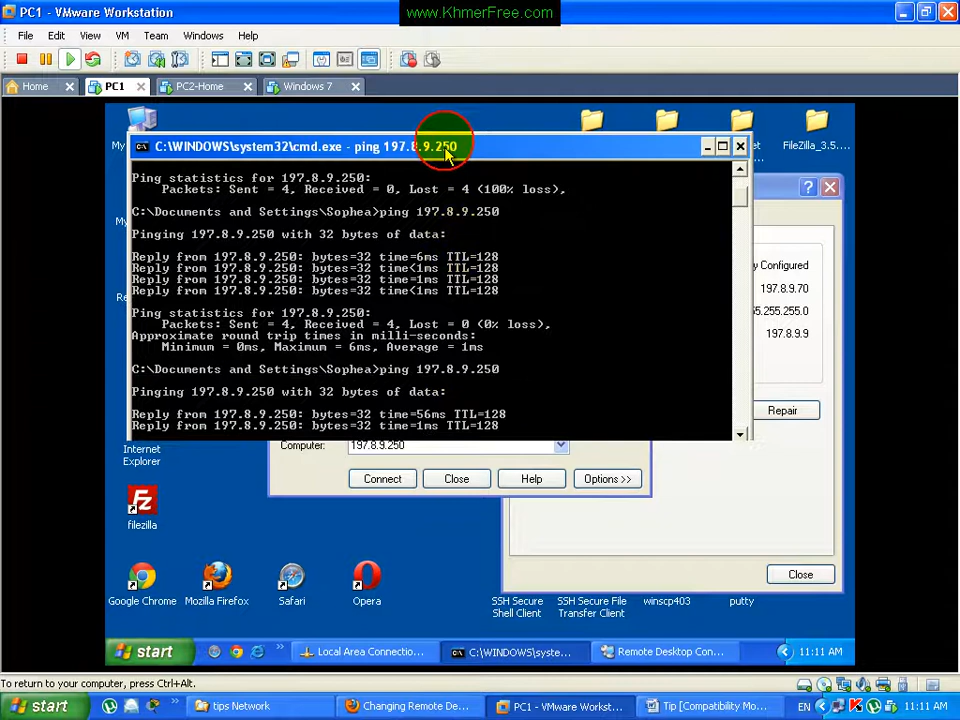 PC1 - VMware Workstation
www.KhmerFree.com
File Edit View VM Team Windows Help
Home PC1 PC2-Home Windows 7
FileZilla_3.5.
C:\WINDOWS\system32\cmd.exe - ping 197.8.9.250
Ping statistics for 197.8.9.250:
Packets: Sent = 4, Received = 0, Lost = 4 (100% loss),
C:\Documents and Settings\Sophea>ping 197.8.9.250
Pinging 197.8.9.250 with 32 bytes of data:
Reply from 197.8.9.250: bytes=32 time=6ms TTL=128
Reply from 197.8.9.250: bytes=32 time<1ms TTL=128
Reply from 197.8.9.250: bytes=32 time=1ms TTL=128
Reply from 197.8.9.250: bytes=32 time<1ms TTL=128
Ping statistics for 197.8.9.250:
Packets: Sent = 4, Received = 4, Lost = 0 (0% loss),
Approximate round trip times in milli-seconds:
Minimum = 0ms, Maximum = 6ms, Average = 1ms
C:\Documents and Settings\Sophea>ping 197.8.9.250
Pinging 197.8.9.250 with 32 bytes of data:
Reply from 197.8.9.250: bytes=32 time=56ms TTL=128
Reply from 197.8.9.250: bytes=32 time=1ms TTL=128
y Configured
197.8.9.70
55.255.255.0
197.8.9.9
Repair
Close
Computer: 197.8.9.250
Connect Close Help Options >>
Internet
Explorer
filezilla
Google Chrome Mozilla Firefox Safari Opera
SSH Secure
Shell Client
SSH Secure File
Transfer Client
winscp403
putty
start Local Area Connectio... C:\WINDOWS\syste... Remote Desktop Con... 11:11 AM
To return to your computer, press Ctrl+Alt.
start tips Network Changing Remote De... PC1 - VMware Workst... Tip [Compatibility Mo... EN 11:11 AM